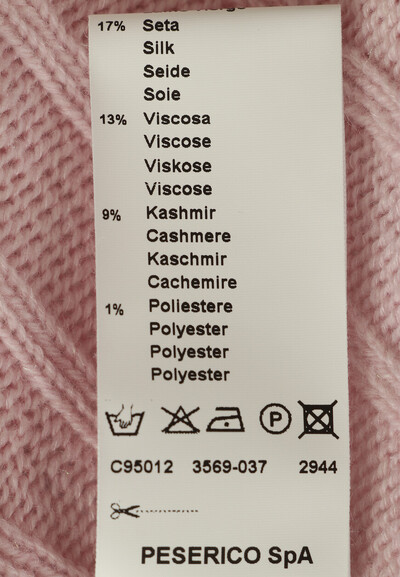 17% Seta
Silk
Seide
Soie
13% Viscosa
Viscose
Viskose
Viscose
9% Kashmir
Cashmere
Kaschmir
Cachemire
1% Poliestere
Polyester
Polyester
Polyester
P
C95012 3569-037 2944
PESERICO SpA